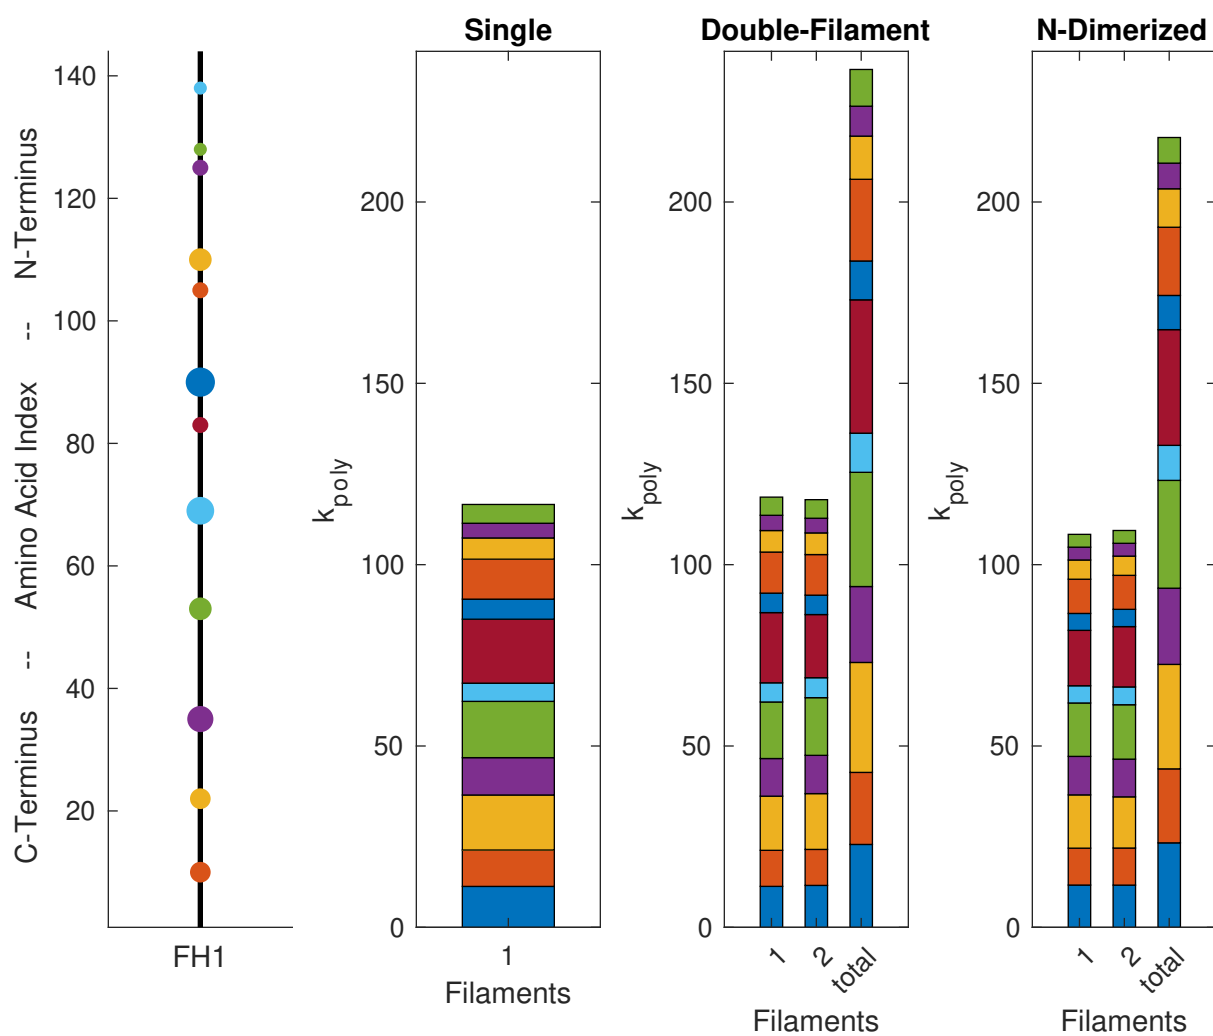 Single
Double-Filament
N-Dimerized
C-Terminus -- Amino Acid Index -- N-Terminus
140
120
100
80
60
40
20
FH1
k_poly
200
150
100
50
0
1
Filaments
k_poly
200
150
100
50
0
1
2
total
Filaments
k_poly
200
150
100
50
0
1
2
total
Filaments